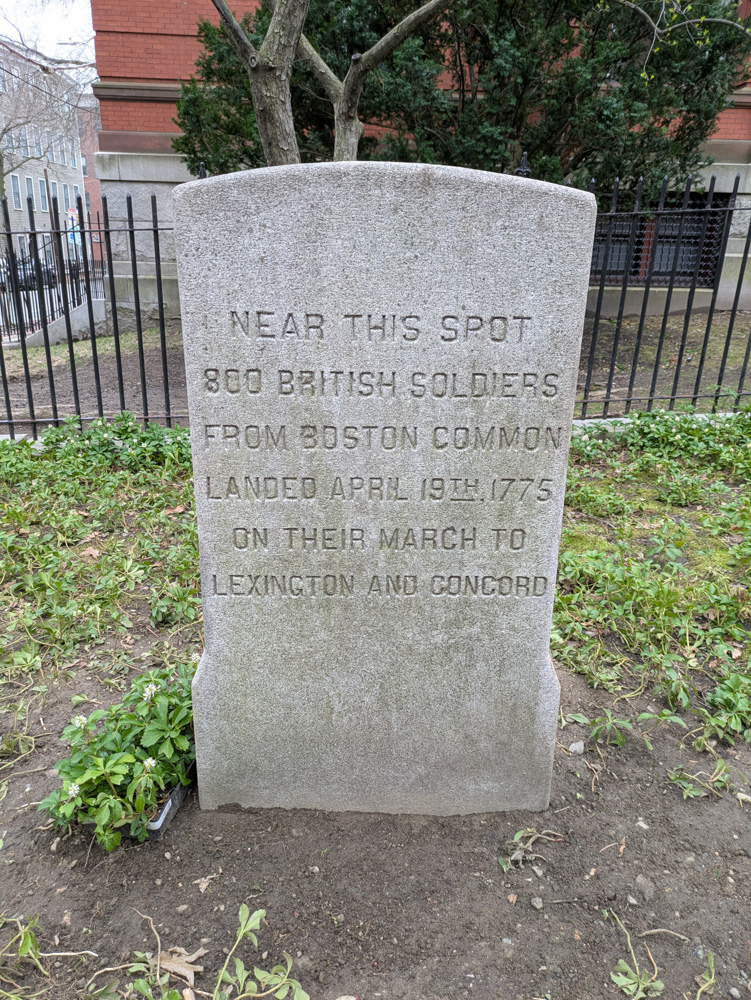 NEAR THIS SPOT
800 BRITISH SOLDIERS
FROM BOSTON COMMON
LANDED APRIL 19TH, 1775
ON THEIR MARCH TO
LEXINGTON AND CONCORD